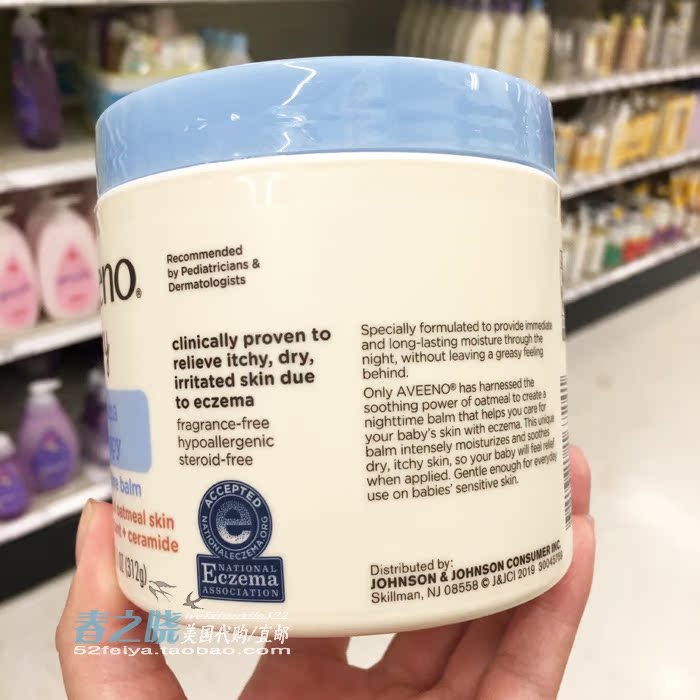 eno®
Recommended
by Pediatricians &
Dermatologists
clinically proven to
relieve itchy, dry,
irritated skin due
to eczema
fragrance-free
hypoallergenic
steroid-free
balm
oatmeal skin
+ ceramide
OZ (312g)
ACCEPTED
e
NATIONALECZEMA.ORG
NATIONAL
Eczema
ASSOCIATION
Specially formulated to provide immediate
and long-lasting moisture through the
night, without leaving a greasy feeling
behind.
Only AVEENO® has harnessed the
soothing power of oatmeal to create a
nighttime balm that helps you care for
your baby's skin with eczema. This unique
balm intensely moisturizes and soothes
dry, itchy skin, so your baby will feel relief
when applied. Gentle enough for everyday
use on babies' sensitive skin.
Distributed by:
JOHNSON & JOHNSON CONSUMER INC.
Skillman, NJ 08558 © J&JCI 2019
春之晓 美国代购/直邮
52feiya.taobao.com